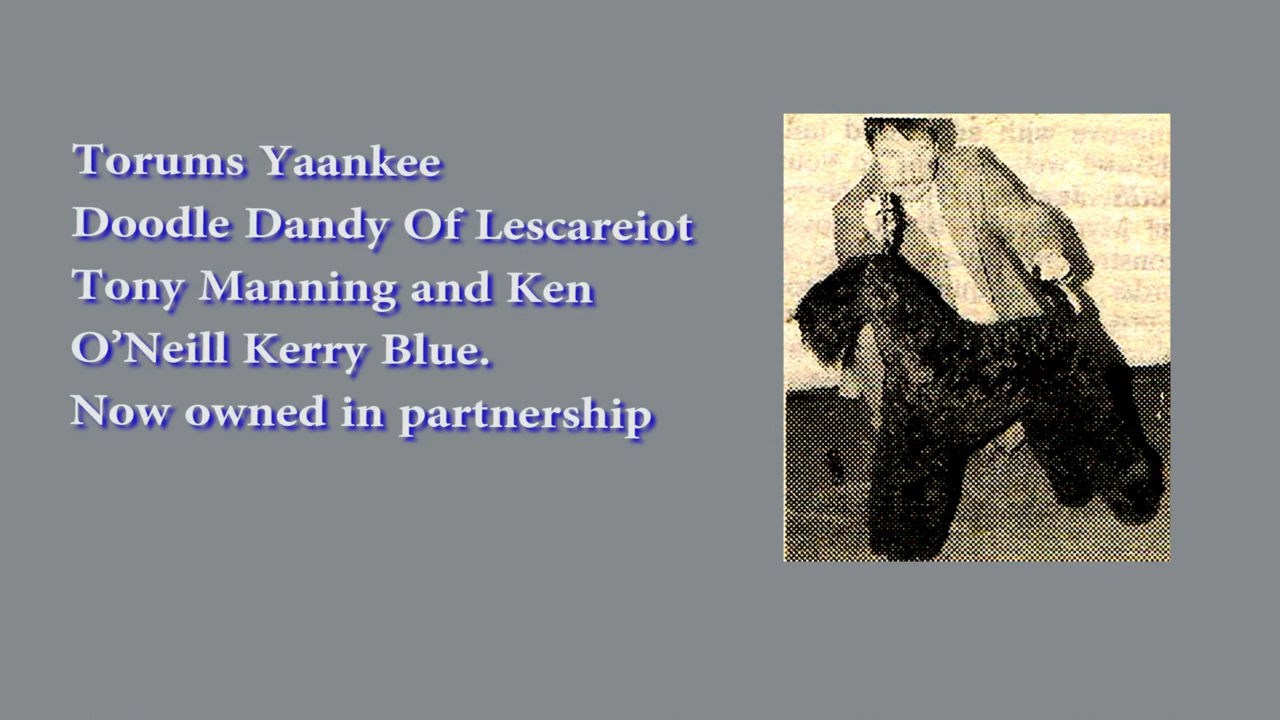 Torums Yaankee
Doodle Dandy Of Lescareiot
Tony Manning and Ken
O’Neill Kerry Blue.
Now owned in partnership